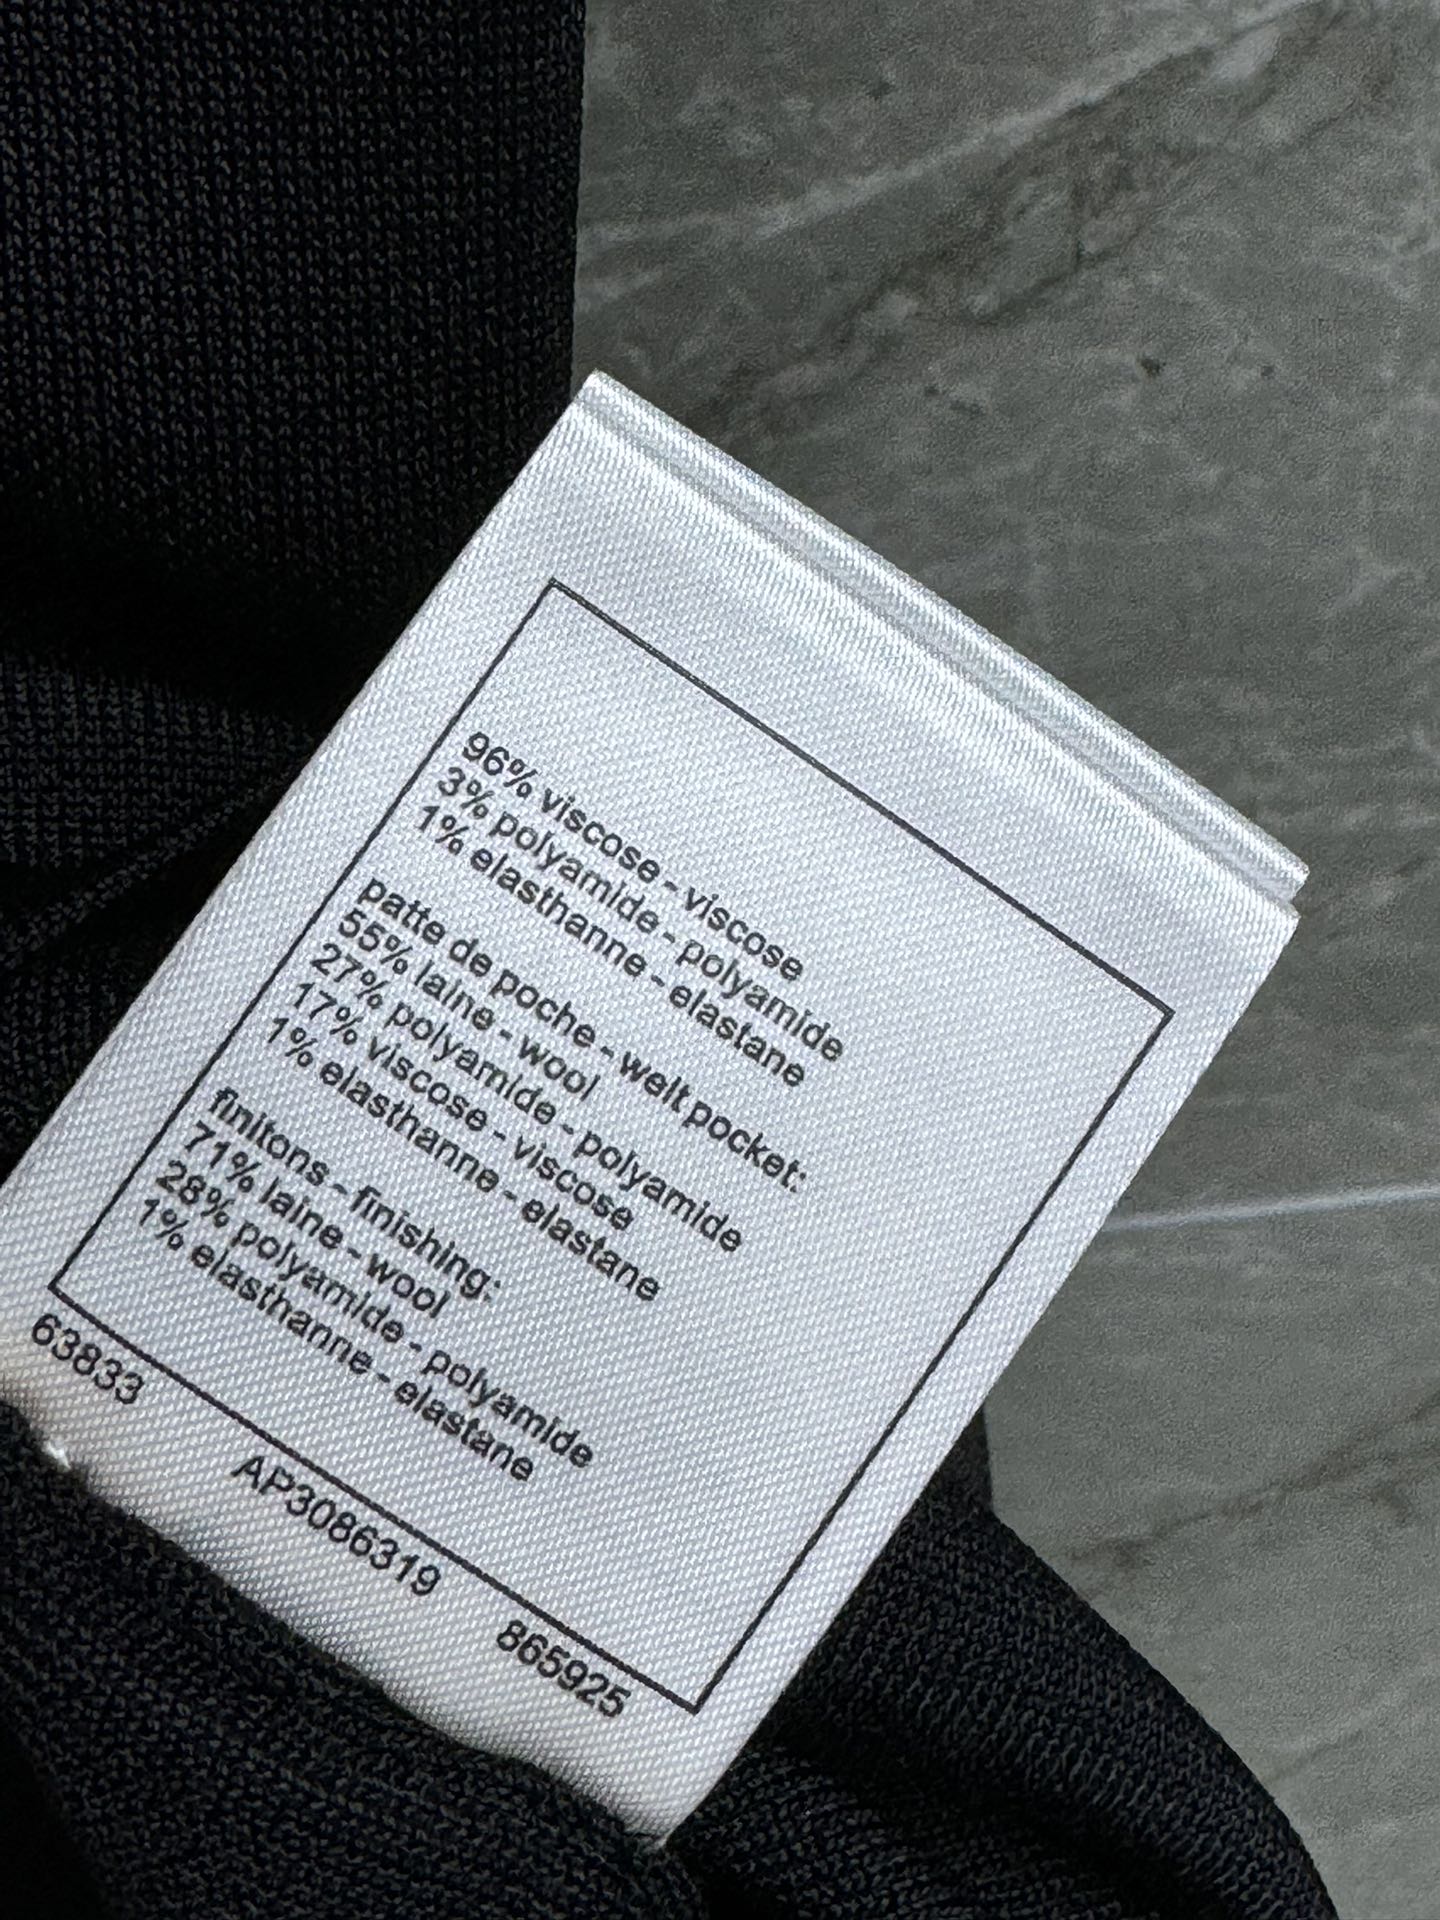 96% viscose - viscose
3% polyamide - polyamide
1% elasthanne - elastane
patte de poche - welt pocket:
55% laine - wool
27% polyamide - polyamide
17% viscose - viscose
1% elasthanne - elastane
finitons - finishing:
71% laine - wool
28% polyamide - polyamide
1% elasthanne - elastane
63833 AP3086319 865925